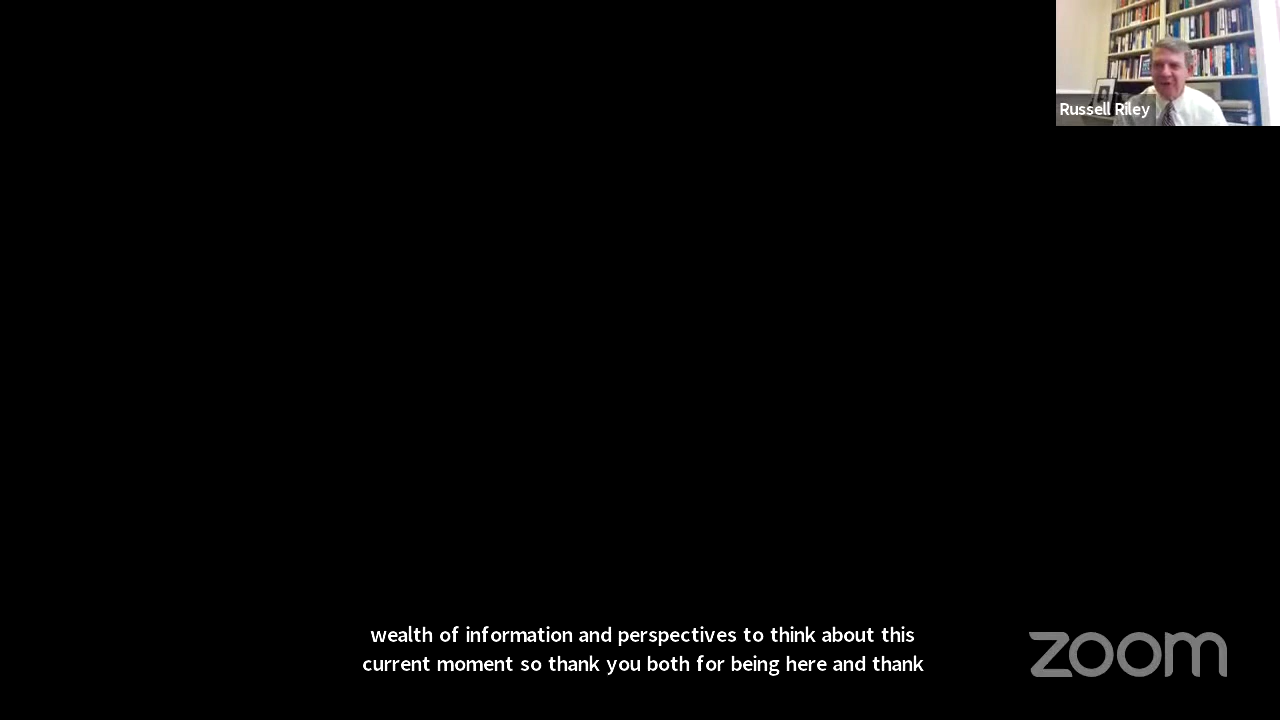 Russell Riley
wealth of information and perspectives to think about this
current moment so thank you both for being here and thank
zoom